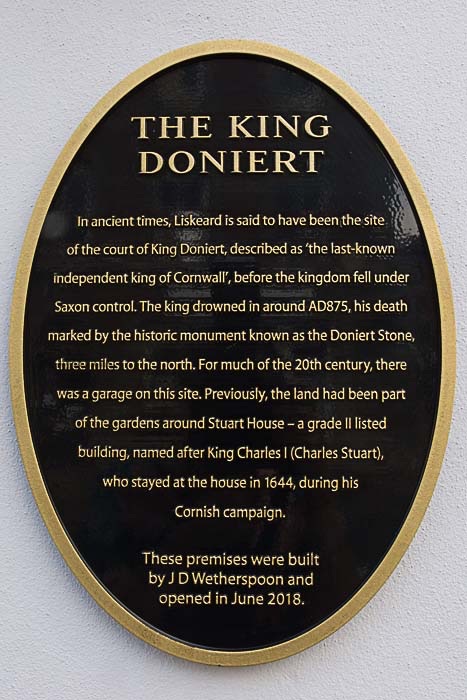 THE KING
DONIERT
In ancient times, Liskeard is said to have been the site
of the court of King Doniert, described as ‘the last-known
independent king of Cornwall’, before the kingdom fell under
Saxon control. The king drowned in around AD875, his death
marked by the historic monument known as the Doniert Stone,
three miles to the north. For much of the 20th century, there
was a garage on this site. Previously, the land had been part
of the gardens around Stuart House – a grade II listed
building, named after King Charles I (Charles Stuart),
who stayed at the house in 1644, during his
Cornish campaign.
These premises were built
by J D Wetherspoon and
opened in June 2018.